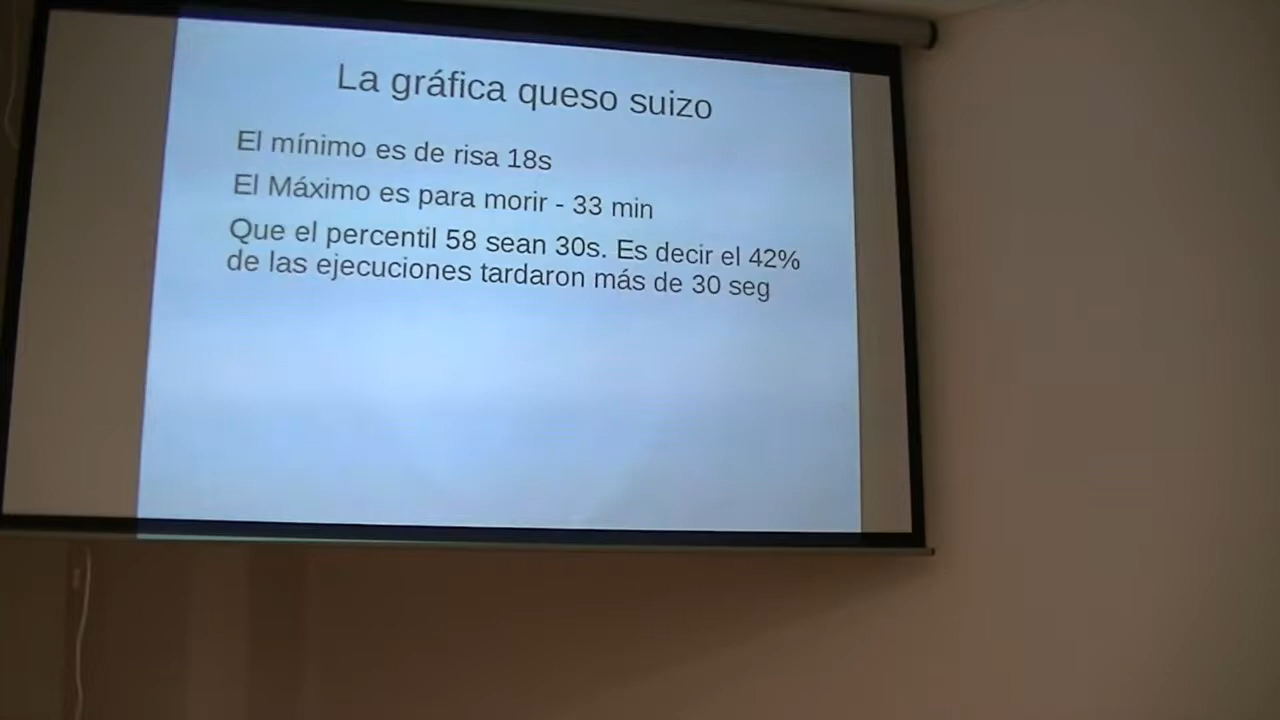 La gráfica queso suizo
El mínimo es de risa 18s
El Máximo es para morir - 33 min
Que el percentil 58 sean 30s. Es decir el 42%
de las ejecuciones tardaron más de 30 seg